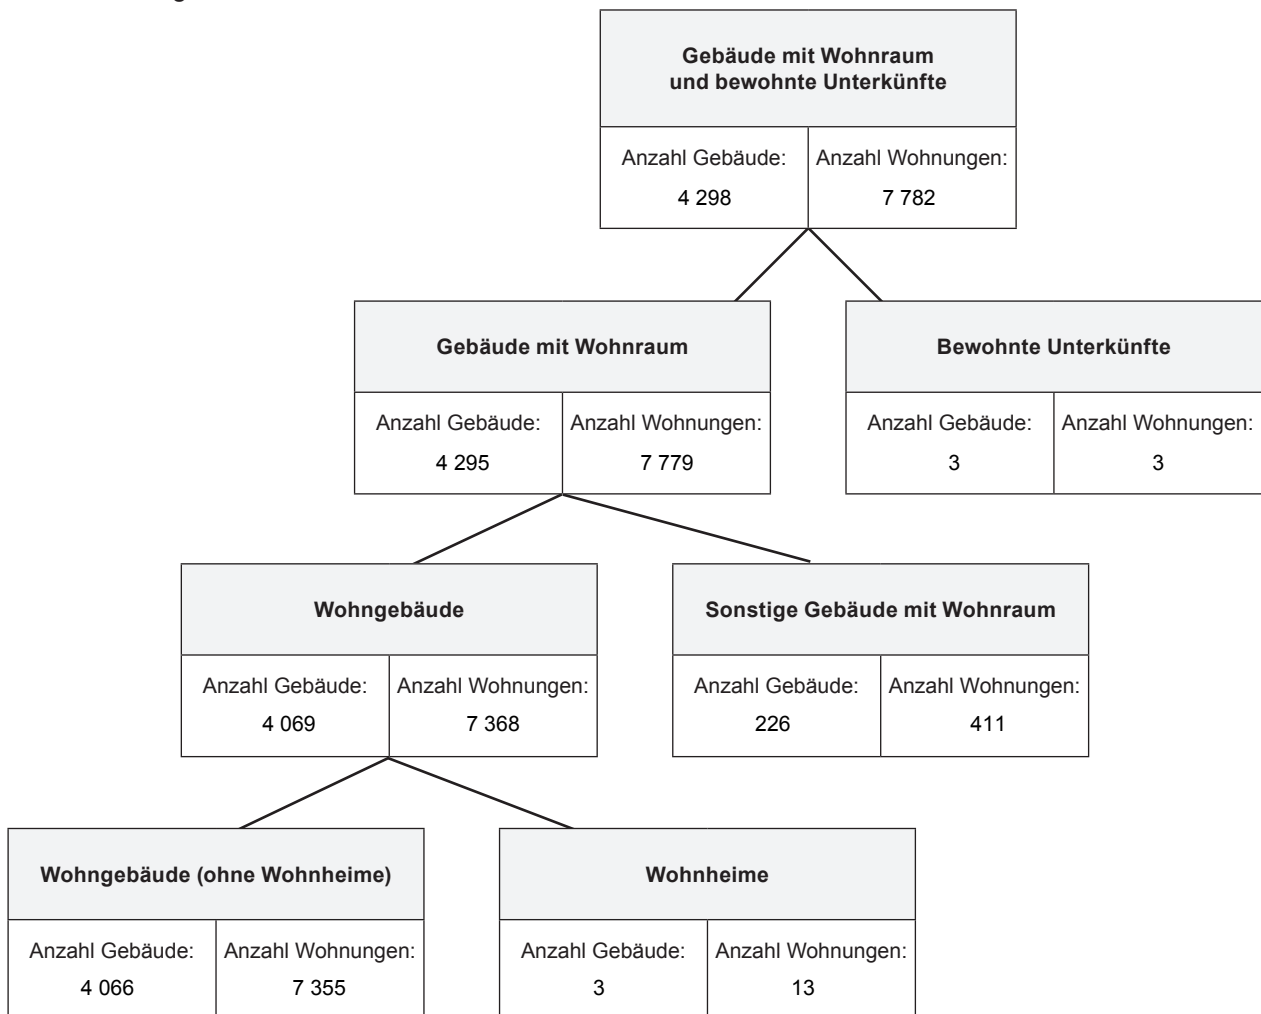 Gebäude mit Wohnraum
und bewohnte Unterkünfte
Anzahl Gebäude: Anzahl Wohnungen:
4 298 7 782
Gebäude mit Wohnraum
Anzahl Gebäude: Anzahl Wohnungen:
4 295 7 779
Bewohnte Unterkünfte
Anzahl Gebäude: Anzahl Wohnungen:
3 3
Wohngebäude
Anzahl Gebäude: Anzahl Wohnungen:
4 069 7 368
Sonstige Gebäude mit Wohnraum
Anzahl Gebäude: Anzahl Wohnungen:
226 411
Wohngebäude (ohne Wohnheime)
Anzahl Gebäude: Anzahl Wohnungen:
4 066 7 355
Wohnheime
Anzahl Gebäude: Anzahl Wohnungen:
3 13